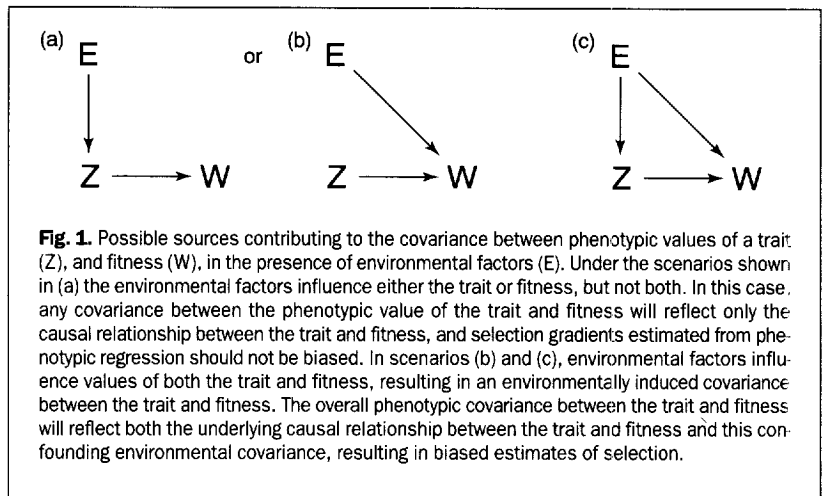 (a) E or (b) E (c) E
Z W Z W Z W
Fig. 1. Possible sources contributing to the covariance between phenotypic values of a trait
(Z), and fitness (W), in the presence of environmental factors (E). Under the scenarios shown
in (a) the environmental factors influence either the trait or fitness, but not both. In this case,
any covariance between the phenotypic value of the trait and fitness will reflect only the
causal relationship between the trait and fitness, and selection gradients estimated from phe-
notypic regression should not be biased. In scenarios (b) and (c), environmental factors influ-
ence values of both the trait and fitness, resulting in an environmentally induced covariance
between the trait and fitness. The overall phenotypic covariance between the trait and fitness
will reflect both the underlying causal relationship between the trait and fitness and this con-
founding environmental covariance, resulting in biased estimates of selection.